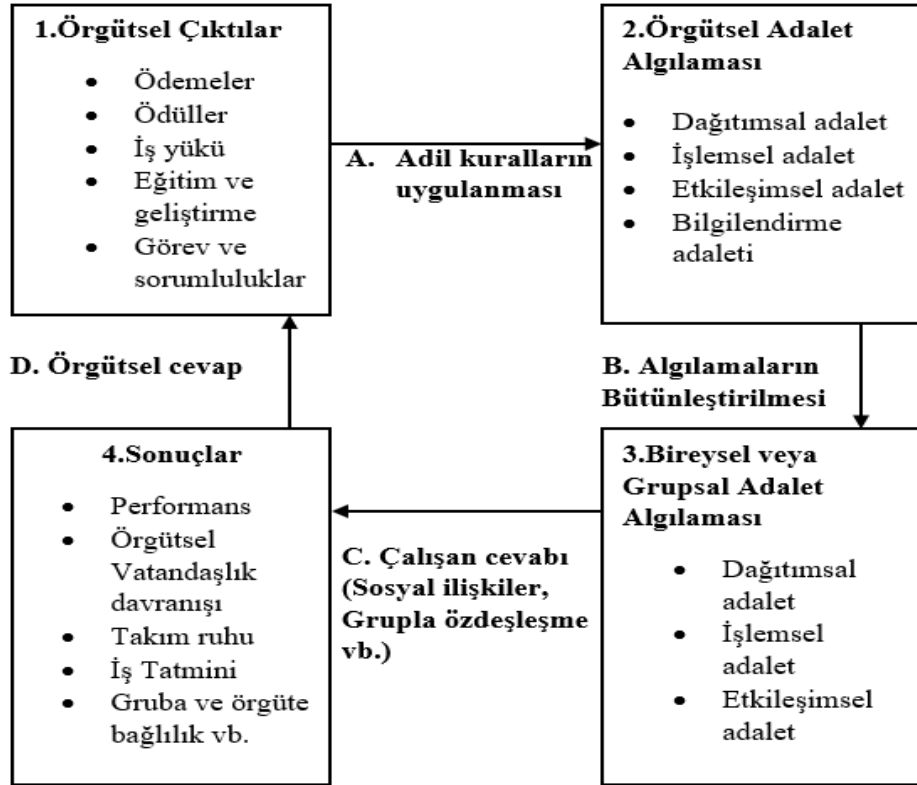 1.Örgütsel Çıktılar
• Ödemeler
• Ödüller
• İş yükü
• Eğitim ve
geliştirme
• Görev ve
sorumluluklar
A. Adil kuralların
uygulanması
2.Örgütsel Adalet
Algılaması
• Dağıtımsal adalet
• İşlemsel adalet
• Etkileşimsel adalet
• Bilgilendirme
adaleti
B. Algılamaların
Bütünleştirilmesi
3.Bireysel veya
Grupsal Adalet
Algılaması
• Dağıtımsal
adalet
• İşlemsel
adalet
• Etkileşimsel
adalet
C. Çalışan cevabı
(Sosyal ilişkiler,
Grupla özdeşleşme
vb.)
4.Sonuçlar
• Performans
• Örgütsel
Vatandaşlık
davranışı
• Takım ruhu
• İş Tatmini
• Gruba ve örgüte
bağlılık vb.
D. Örgütsel cevap